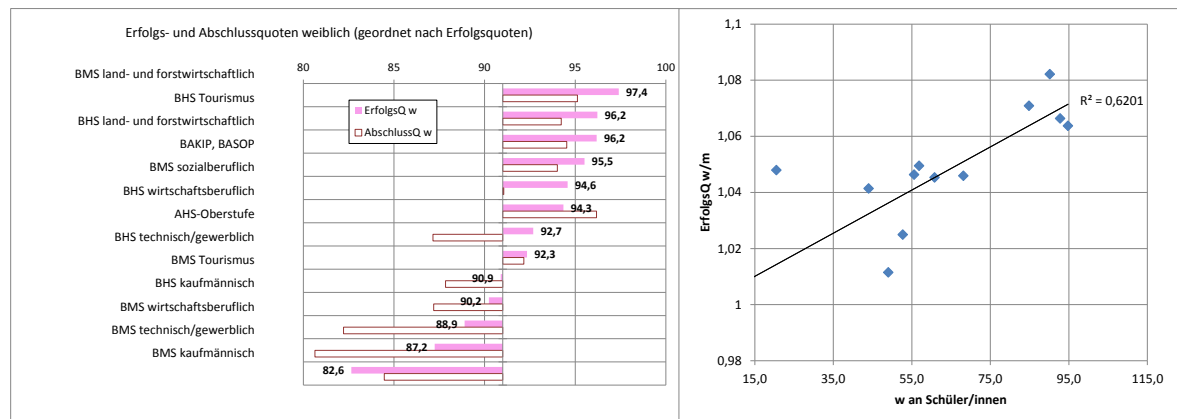 Erfolgs- und Abschlussquoten weiblich (geordnet nach Erfolgsquoten)
80 85 90 95 100
BMS land- und forstwirtschaftlich
97,4
BHS Tourismus
ErfolgsQ w
96,2
BHS land- und forstwirtschaftlich
AbschlussQ w
96,2
BAKIP, BASOP
95,5
BMS sozialberuflich
94,6
BHS wirtschaftsberuflich
94,3
AHS-Oberstufe
92,7
BHS technisch/gewerblich
92,3
BMS Tourismus
90,9
BHS kaufmännisch
90,2
BMS wirtschaftsberuflich
88,9
BMS technisch/gewerblich
87,2
BMS kaufmännisch
82,6
1,1
1,08
1,06
1,04
1,02
1
0,98
ErfolgsQ w/m
R² = 0,6201
15,0 35,0 55,0 75,0 95,0 115,0
w an Schüler/innen